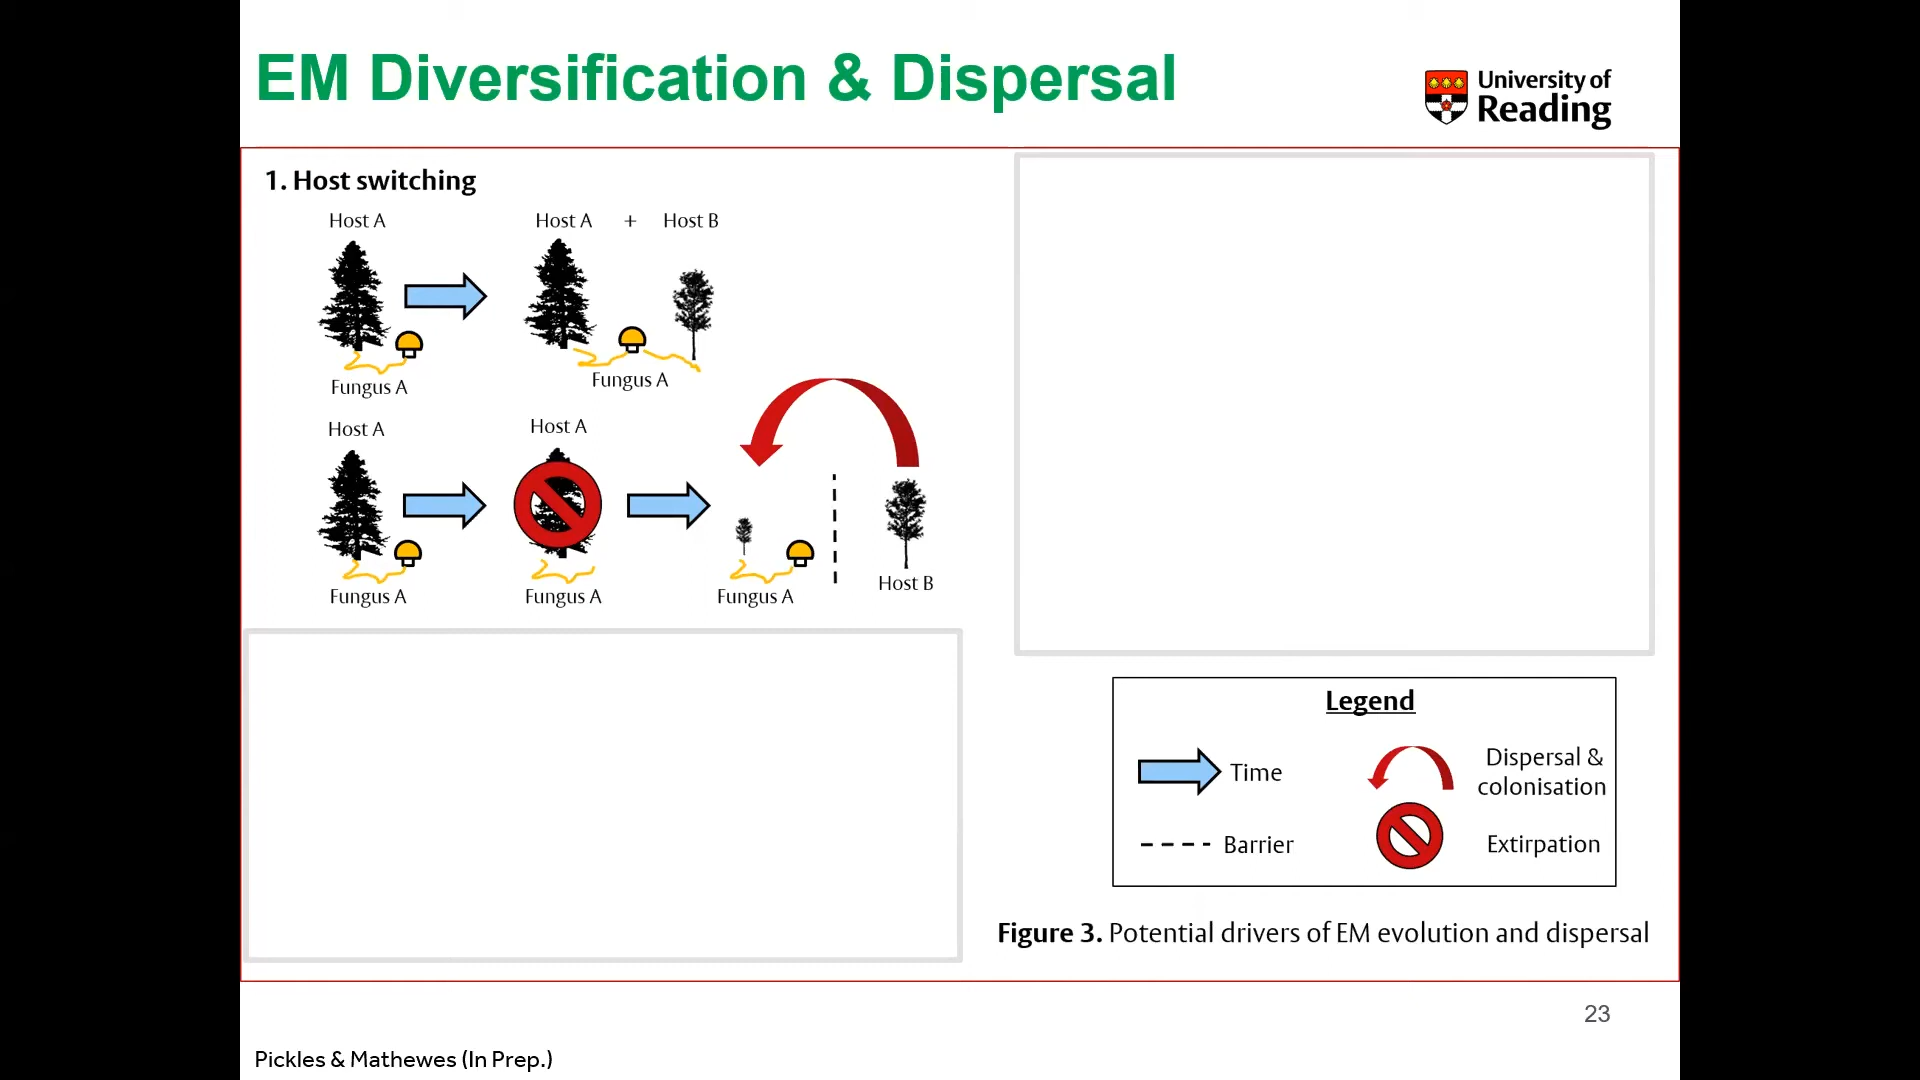 EM Diversification & Dispersal
University of
Reading
1. Host switching
Host A
Host A + Host B
Fungus A
Fungus A
Host A
Host A
Fungus A
Fungus A
Fungus A
Host B
Legend
Time
Dispersal &
colonisation
Barrier
Extirpation
Figure 3. Potential drivers of EM evolution and dispersal
23
Pickles & Mathewes (In Prep.)